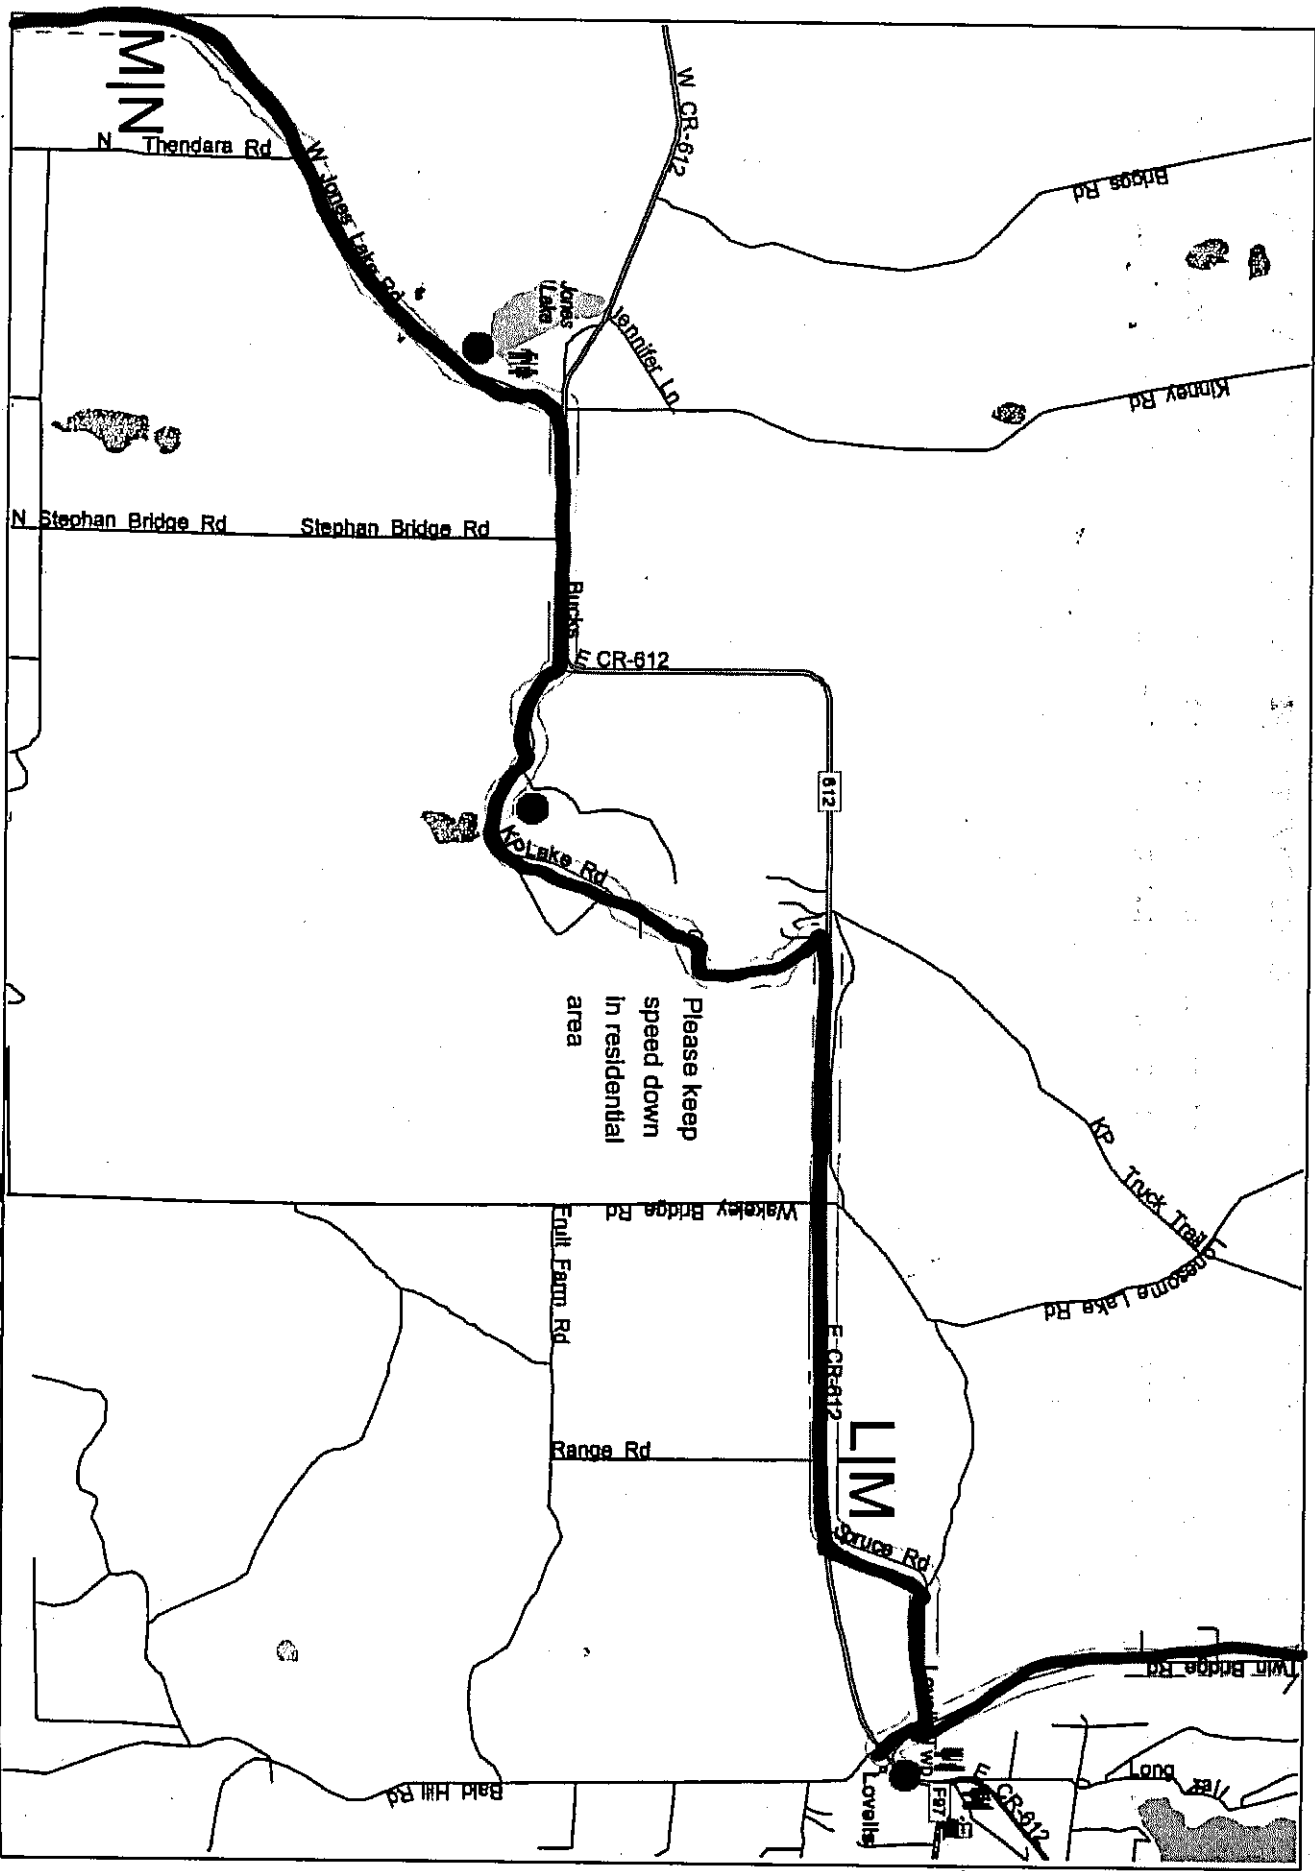 M|N
N Thendara Rd
W Jones Lake Rd
W CR-612
Briggs Rd
Jones
Lake
Jennifer Ln
Kinney Rd
N Stephan Bridge Rd
Stephan Bridge Rd
Bucks
E CR-612
612
KP Lake Rd
Please keep
speed down
in residential
area
KP Truck Trail
Lonesome Lake Rd
Wakeley Bridge Rd
Fruit Farm Rd
E CR-612
Range Rd
L|M
Spruce Rd
Twin Bridge Rd
Lovells
F97
E CR-612
Long
Bald Hill Rd